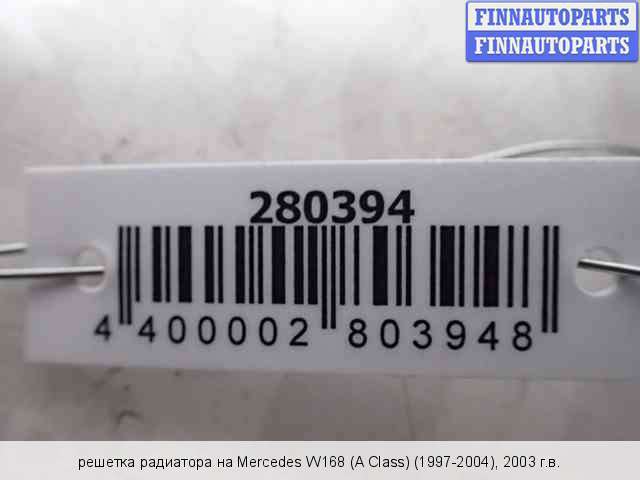 FINNAUTOPARTS
FINNAUTOPARTS
280394
4 400002 803948
решетка радиатора на Mercedes W168 (A Class) (1997-2004), 2003 г.в.